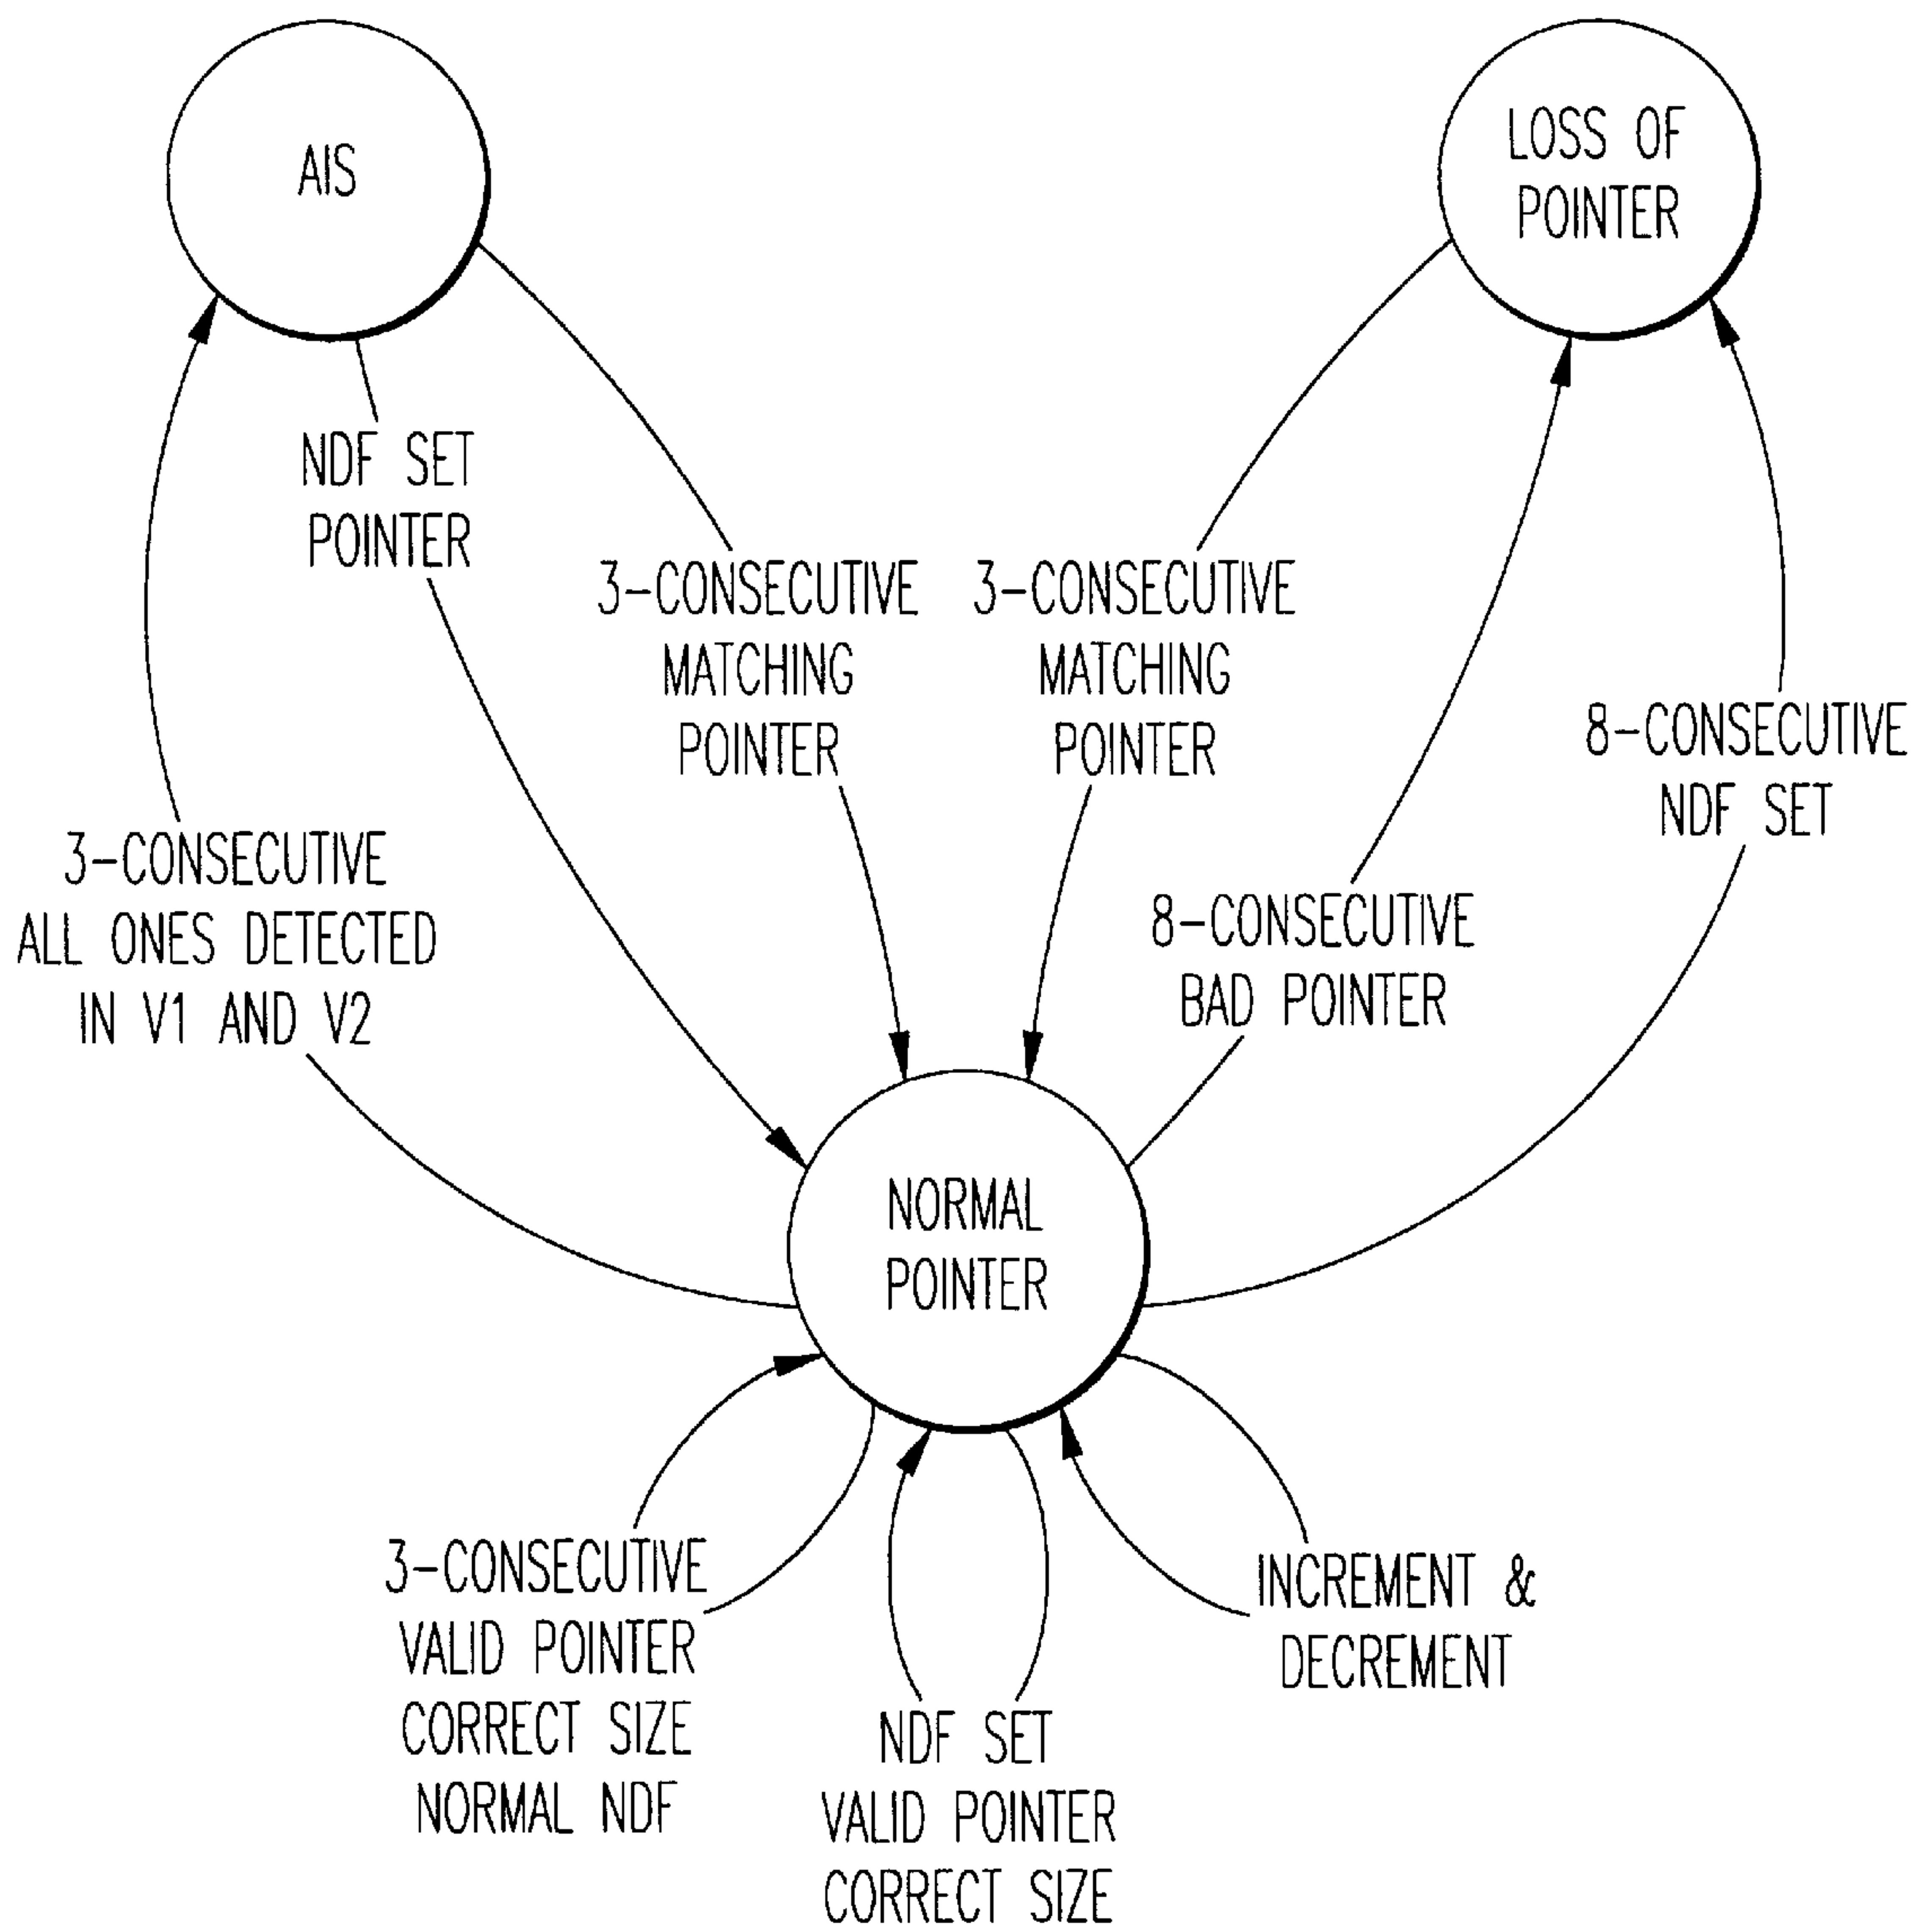 AIS
LOSS OF
POINTER
NDF SET
POINTER
3-CONSECUTIVE
MATCHING
POINTER
3-CONSECUTIVE
MATCHING
POINTER
8-CONSECUTIVE
NDF SET
3-CONSECUTIVE
ALL ONES DETECTED
IN V1 AND V2
8-CONSECUTIVE
BAD POINTER
NORMAL
POINTER
3-CONSECUTIVE
VALID POINTER
CORRECT SIZE
NORMAL NDF
NDF SET
VALID POINTER
CORRECT SIZE
INCREMENT &
DECREMENT